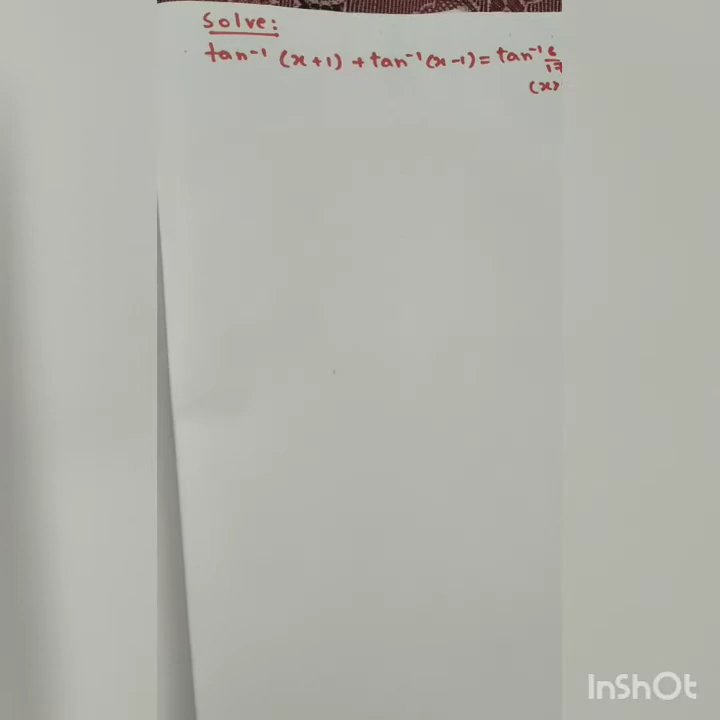 Solve:
tan⁻¹ (x+1) + tan⁻¹ (x-1) = tan⁻¹ 6/17
(x>
InShOt